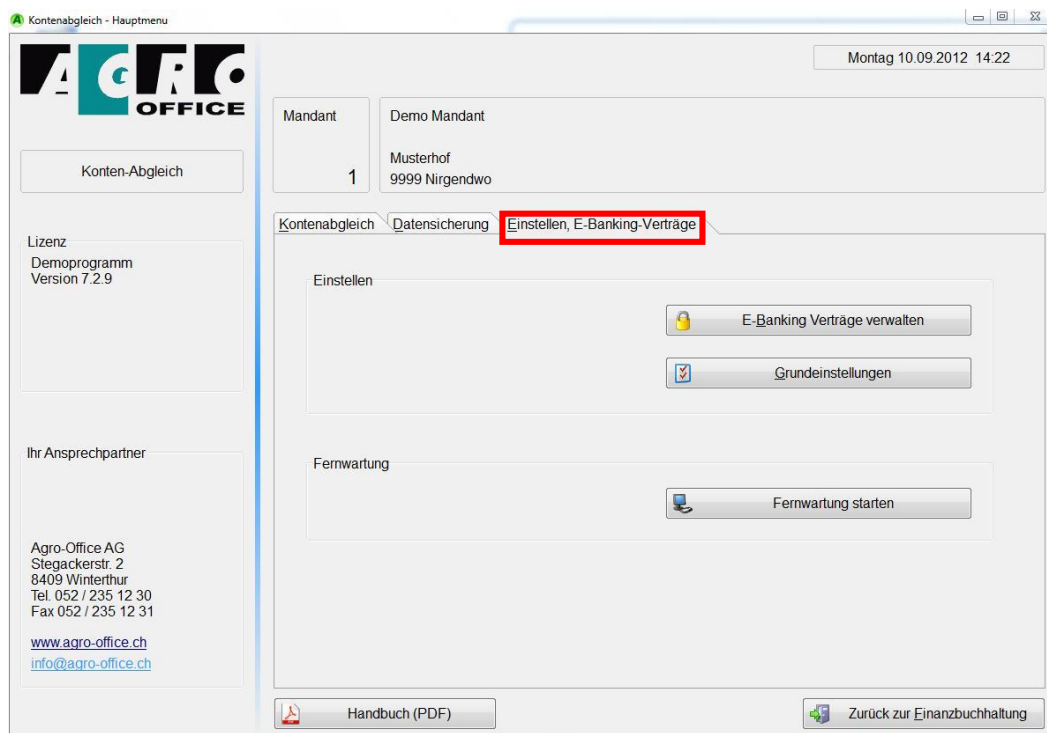 Kontenabgleich - Hauptmenu
AGRO
OFFICE
Montag 10.09.2012 14:22
Mandant
1
Demo Mandant
Musterhof
9999 Nirgendwo
Konten-Abgleich
Kontenabgleich
Datensicherung
Einstellen, E-Banking-Verträge
Lizenz
Demoprogramm
Version 7.2.9
Einstellen
E-Banking Verträge verwalten
Grundeinstellungen
Ihr Ansprechpartner
Fernwartung
Fernwartung starten
Agro-Office AG
Stegackerstr. 2
8409 Winterthur
Tel. 052 / 235 12 30
Fax 052 / 235 12 31
www.agro-office.ch
info@agro-office.ch
Handbuch (PDF)
Zurück zur Finanzbuchhaltung